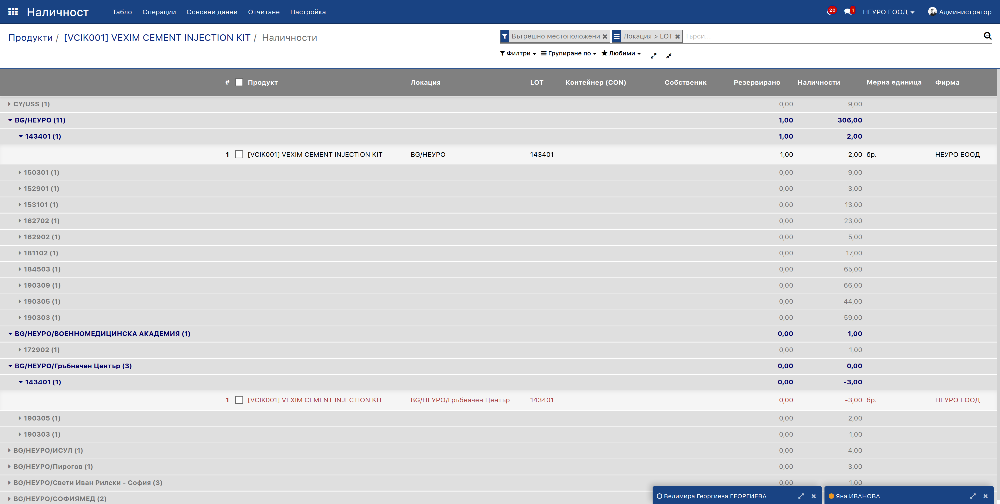 Наличност Табло Операции Основни данни Отчитане Настройка 20 1 НЕУРО ЕООД Администратор
Продукти / [VCIK001] VEXIM CEMENT INJECTION KIT / Наличности
Вътрешно местоположени Локация > LOT Търси...
Филтри Групиране по Любими
# Продукт Локация LOT Контейнер (CON) Собственик Резервирано Наличности Мерна единица Фирма
CY/USS (1) 0,00 9,00
BG/НЕУРО (11) 1,00 306,00
143401 (1) 1,00 2,00
1 [VCIK001] VEXIM CEMENT INJECTION KIT BG/НЕУРО 143401 1,00 2,00 бр. НЕУРО ЕООД
150301 (1) 0,00 9,00
152901 (1) 0,00 3,00
153101 (1) 0,00 13,00
162702 (1) 0,00 23,00
162902 (1) 0,00 5,00
181102 (1) 0,00 17,00
184503 (1) 0,00 65,00
190309 (1) 0,00 66,00
190305 (1) 0,00 44,00
190303 (1) 0,00 59,00
BG/НЕУРО/ВОЕННОМЕДИЦИНСКА АКАДЕМИЯ (1) 0,00 1,00
172902 (1) 0,00 1,00
BG/НЕУРО/Гръбначен Център (3) 0,00 0,00
143401 (1) 0,00 -3,00
1 [VCIK001] VEXIM CEMENT INJECTION KIT BG/НЕУРО/Гръбначен Център 143401 0,00 -3,00 бр. НЕУРО ЕООД
190305 (1) 0,00 2,00
190303 (1) 0,00 1,00
BG/НЕУРО/ИСУЛ (1) 0,00 4,00
BG/НЕУРО/Пирогов (1) 0,00 3,00
BG/НЕУРО/Свети Иван Рилски - София (3) 0,00 1,00
BG/НЕУРО/СОФИЯМЕД (2)
Велимира Георгиева ГЕОРГИЕВА Яна ИВАНОВА